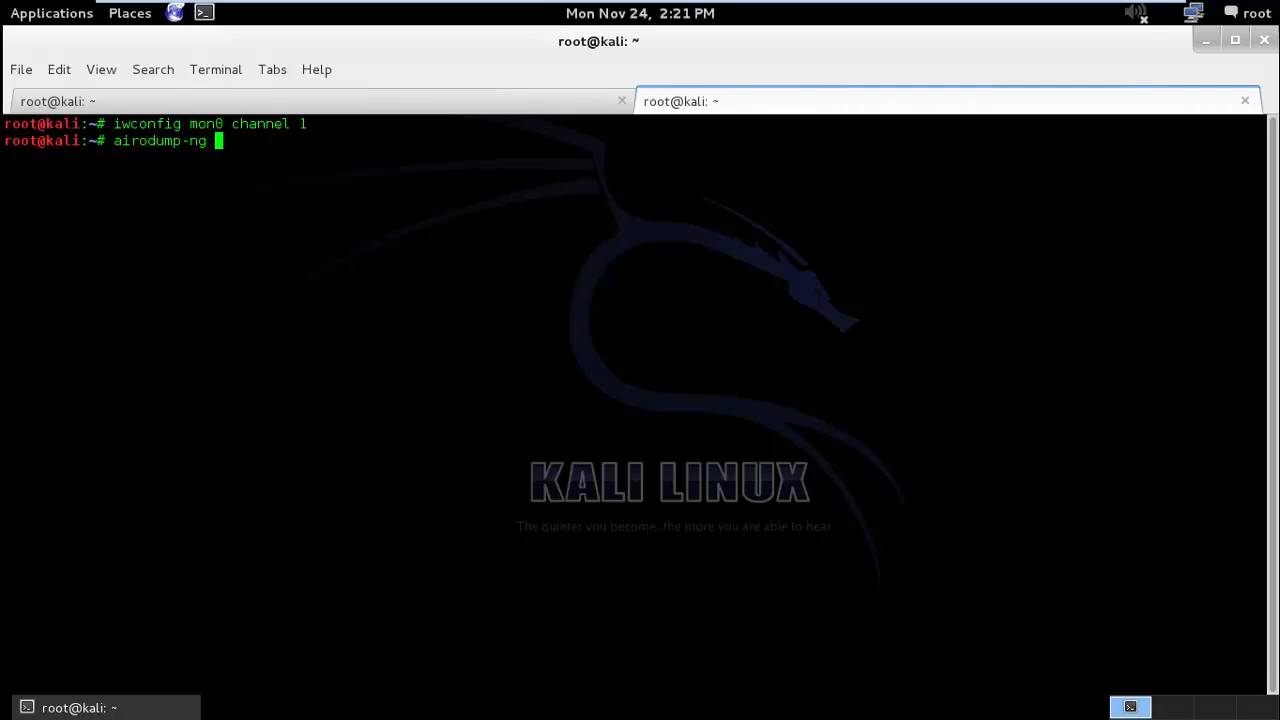 Applications Places Mon Nov 24, 2:21 PM root
root@kali: ~
File Edit View Search Terminal Tabs Help
root@kali: ~ root@kali: ~
root@kali:~# iwconfig mon0 channel 1
root@kali:~# airodump-ng
KALI LINUX
The quieter you become, the more you are able to hear
root@kali: ~